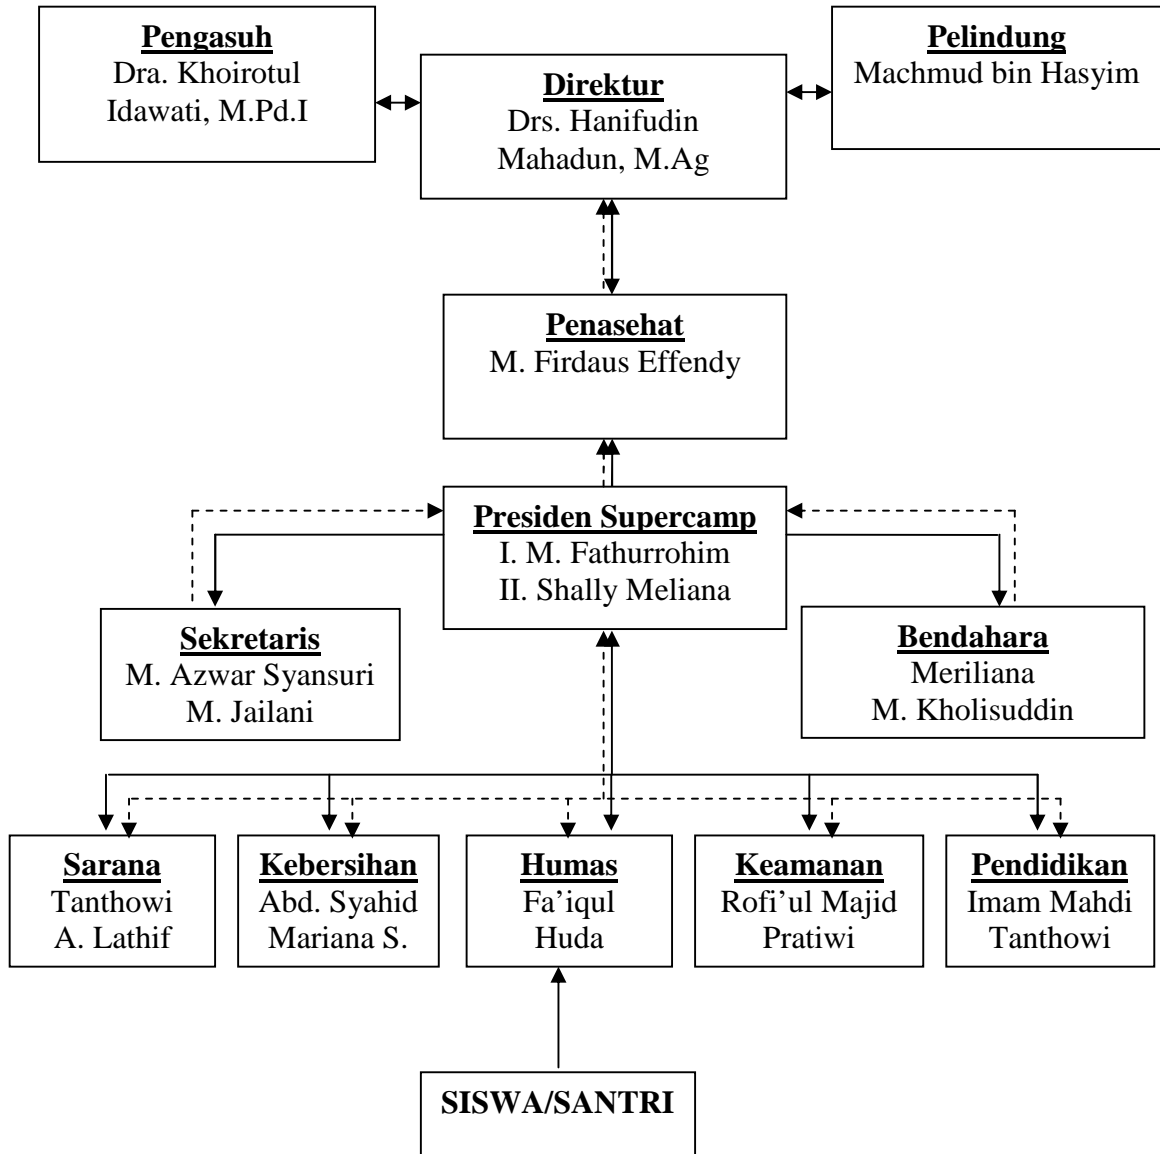 Pengasuh
Dra. Khoirotul
Idawati, M.Pd.I
Direktur
Drs. Hanifudin
Mahadun, M.Ag
Pelindung
Machmud bin Hasyim
Penasehat
M. Firdaus Effendy
Presiden Supercamp
I. M. Fathurrohim
II. Shally Meliana
Sekretaris
M. Azwar Syansuri
M. Jailani
Bendahara
Meriliana
M. Kholisuddin
Sarana
Tanthowi
A. Lathif
Kebersihan
Abd. Syahid
Mariana S.
Humas
Fa’iqul
Huda
Keamanan
Rofi’ul Majid
Pratiwi
Pendidikan
Imam Mahdi
Tanthowi
SISWA/SANTRI